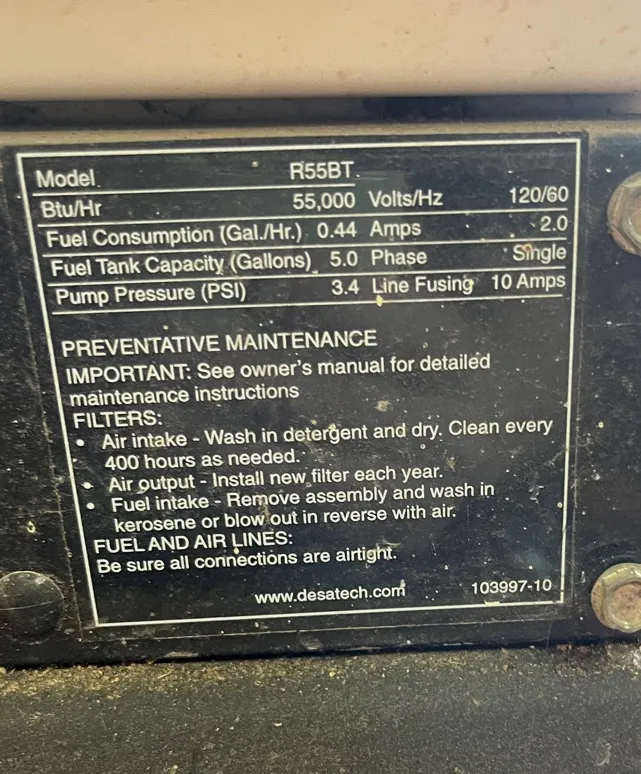 Model R55BT
Btu/Hr 55,000 Volts/Hz 120/60
Fuel Consumption (Gal./Hr.) 0.44 Amps 2.0
Fuel Tank Capacity (Gallons) 5.0 Phase Single
Pump Pressure (PSI) 3.4 Line Fusing 10 Amps
PREVENTATIVE MAINTENANCE
IMPORTANT: See owner's manual for detailed
maintenance instructions
FILTERS:
• Air intake - Wash in detergent and dry. Clean every
400 hours as needed.
• Air output - Install new filter each year.
• Fuel intake - Remove assembly and wash in
kerosene or blow out in reverse with air.
FUEL AND AIR LINES:
Be sure all connections are airtight.
www.desatech.com 103997-10